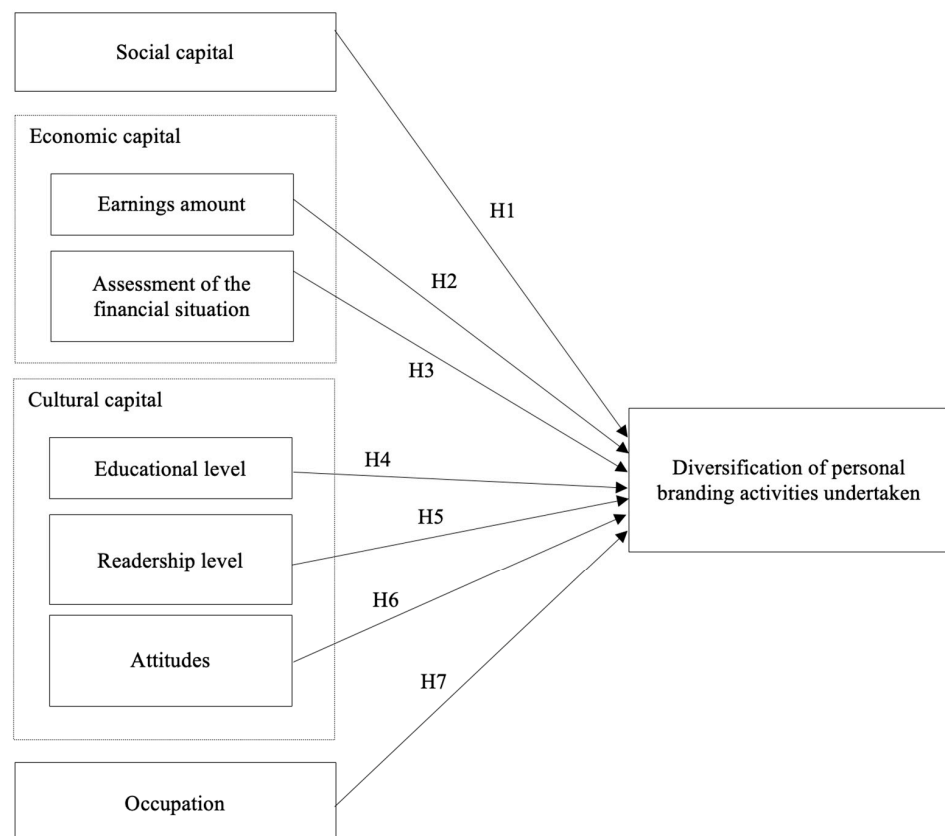 Social capital
Economic capital
Earnings amount
Assessment of the
financial situation
Cultural capital
Educational level
Readership level
Attitudes
Occupation
H1
H2
H3
H4
H5
H6
H7
Diversification of personal
branding activities undertaken